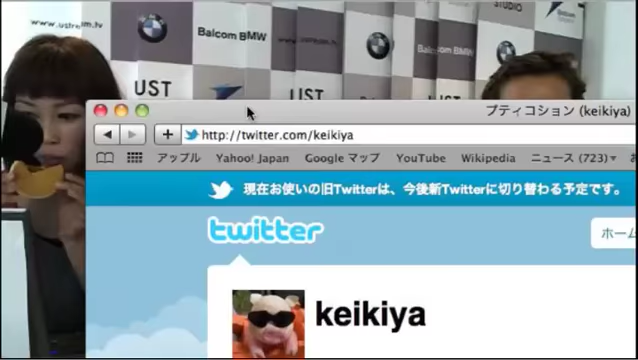 www.ustream.tv
Balcom BMW
UST
STUDIO
プティコション (keikiya)
http://twitter.com/keikiya
アップル Yahoo! Japan Google マップ YouTube Wikipedia ニュース (723)▾
現在お使いの旧Twitterは、今後新Twitterに切り替わる予定です。
twitter
ホーム
keikiya